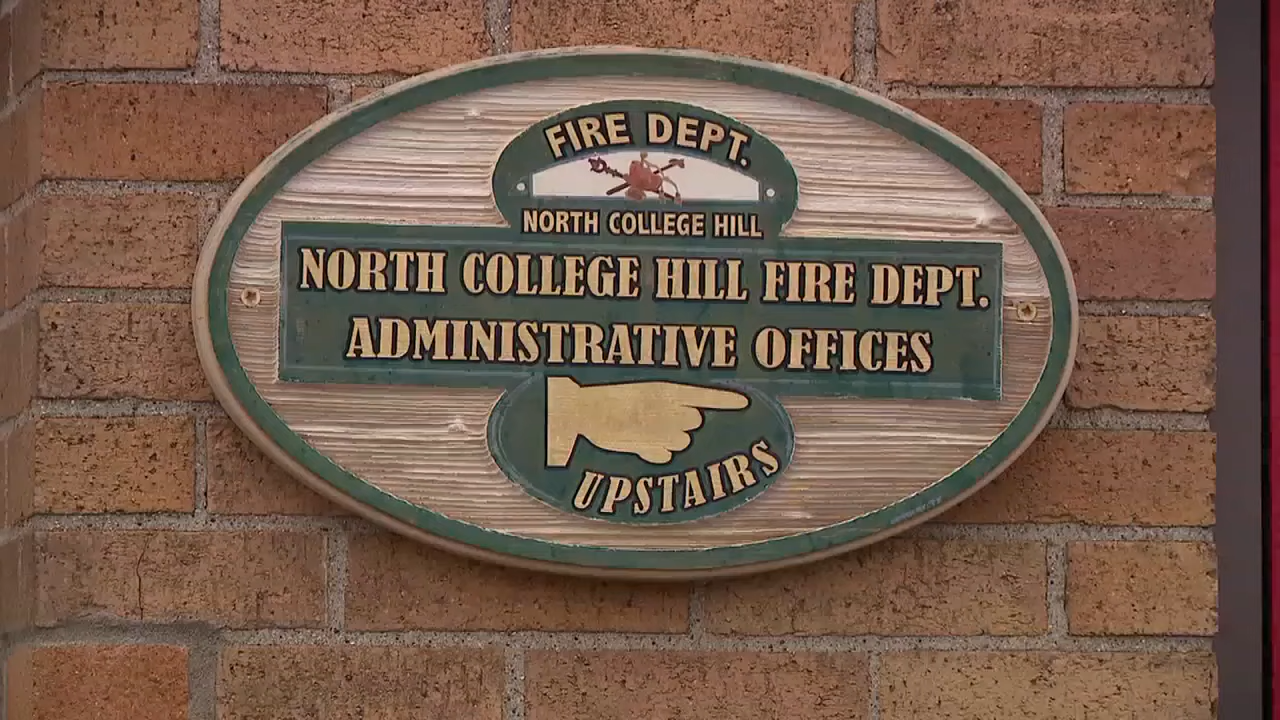 FIRE DEPT.
NORTH COLLEGE HILL
NORTH COLLEGE HILL FIRE DEPT.
ADMINISTRATIVE OFFICES
UPSTAIRS